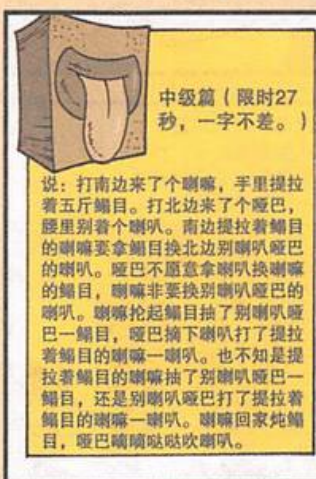 中级篇（限时27
秒，一字不差。）
说：打南边来了个喇嘛，手里提拉
着五斤鳎目。打北边来了个哑巴，
腰里别着个喇叭。南边提拉着鳎目
的喇嘛要拿鳎目换北边别喇叭哑巴
的喇叭。哑巴不愿意拿喇叭换喇嘛
的鳎目，喇嘛非要换别喇叭哑巴的
喇叭。喇嘛抡起鳎目抽了别喇叭哑
巴一鳎目，哑巴摘下喇叭打了提拉
着鳎目的喇嘛一喇叭。也不知是提
拉着鳎目的喇嘛抽了别喇叭哑巴一
鳎目，还是别喇叭哑巴打了提拉着
鳎目的喇嘛一喇叭。喇嘛回家炖鳎
目，哑巴嘀嘀哒哒吹喇叭。